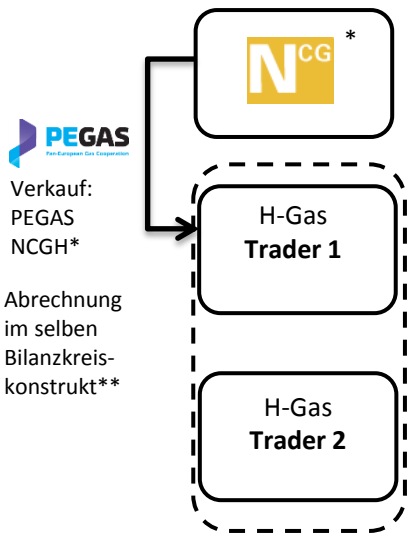 NCG *
PEGAS
Pan-European Gas Cooperation
Verkauf:
PEGAS
NCGH*
Abrechnung
im selben
Bilanzkreis-
konstrukt**
H-Gas
Trader 1
H-Gas
Trader 2